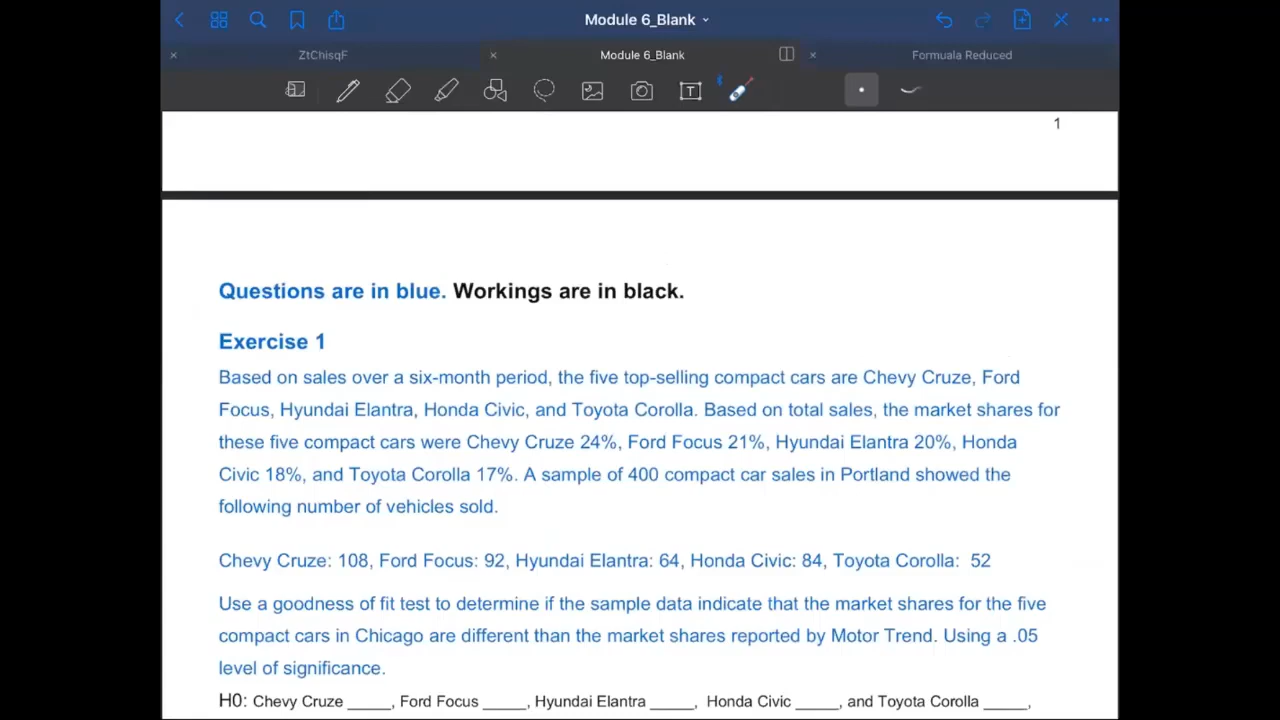 Module 6_Blank
ZtChisqF
Module 6_Blank
Formuala Reduced
T
1
Questions are in blue. Workings are in black.
Exercise 1
Based on sales over a six-month period, the five top-selling compact cars are Chevy Cruze, Ford
Focus, Hyundai Elantra, Honda Civic, and Toyota Corolla. Based on total sales, the market shares for
these five compact cars were Chevy Cruze 24%, Ford Focus 21%, Hyundai Elantra 20%, Honda
Civic 18%, and Toyota Corolla 17%. A sample of 400 compact car sales in Portland showed the
following number of vehicles sold.
Chevy Cruze: 108, Ford Focus: 92, Hyundai Elantra: 64, Honda Civic: 84, Toyota Corolla: 52
Use a goodness of fit test to determine if the sample data indicate that the market shares for the five
compact cars in Chicago are different than the market shares reported by Motor Trend. Using a .05
level of significance.
H0: Chevy Cruze _____, Ford Focus _____, Hyundai Elantra _____, Honda Civic _____, and Toyota Corolla _____,